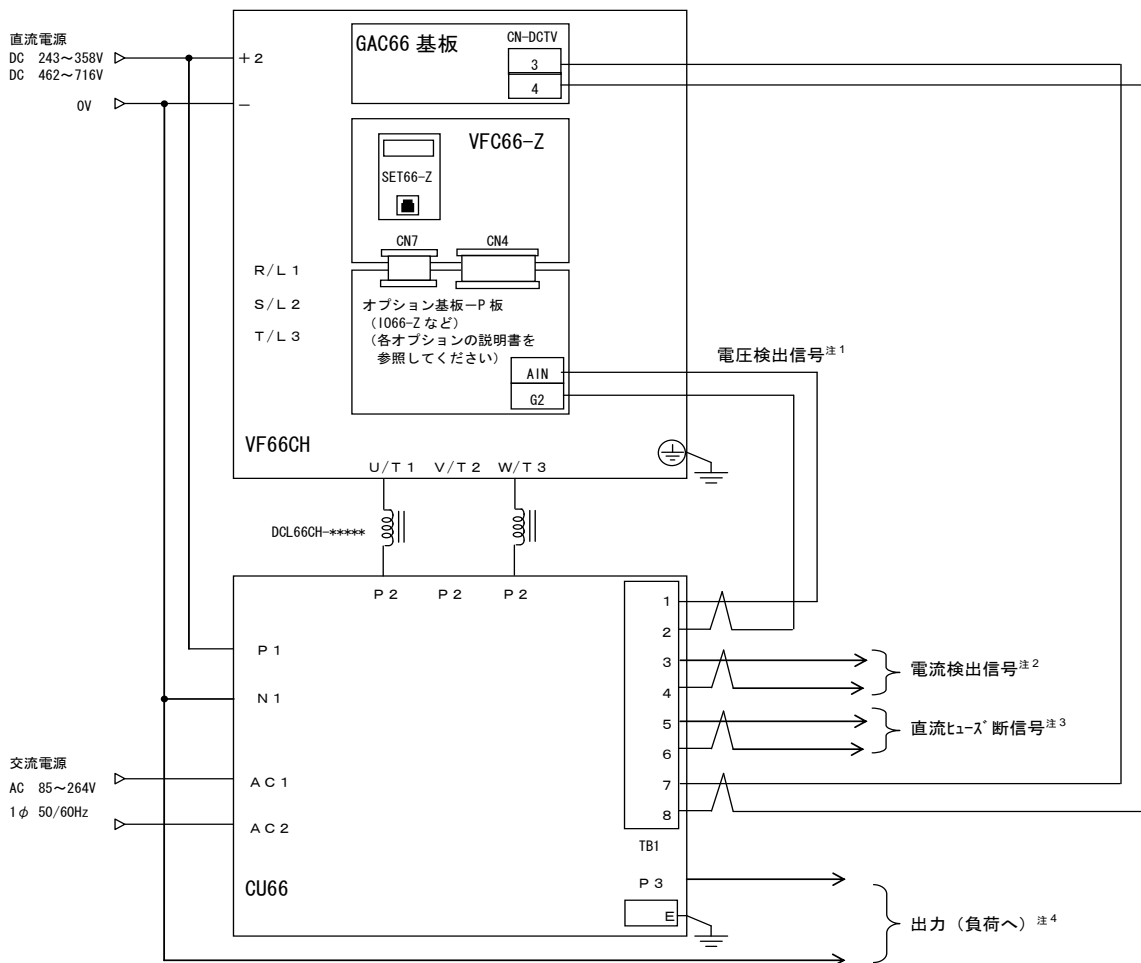 直流電源
DC 243～358V
DC 462～716V
0V
+2
−
GAC66 基板
CN-DCTV
3
4
VFC66-Z
SET66-Z
CN7
CN4
R/L1
S/L2
T/L3
オプション基板－P 板
（IO66-Z など）
（各オプションの説明書を
参照してください）
AIN
G2
電圧検出信号注1
VF66CH
U/T1 V/T2 W/T3
DCL66CH-*****
P2 P2 P2
1
2
3
4
5
6
7
8
TB1
電流検出信号注2
直流ﾋｭｰｽﾞ断信号注3
P1
N1
交流電源
AC 85～264V
1φ 50/60Hz
AC1
AC2
CU66
P3
E
出力（負荷へ）注4